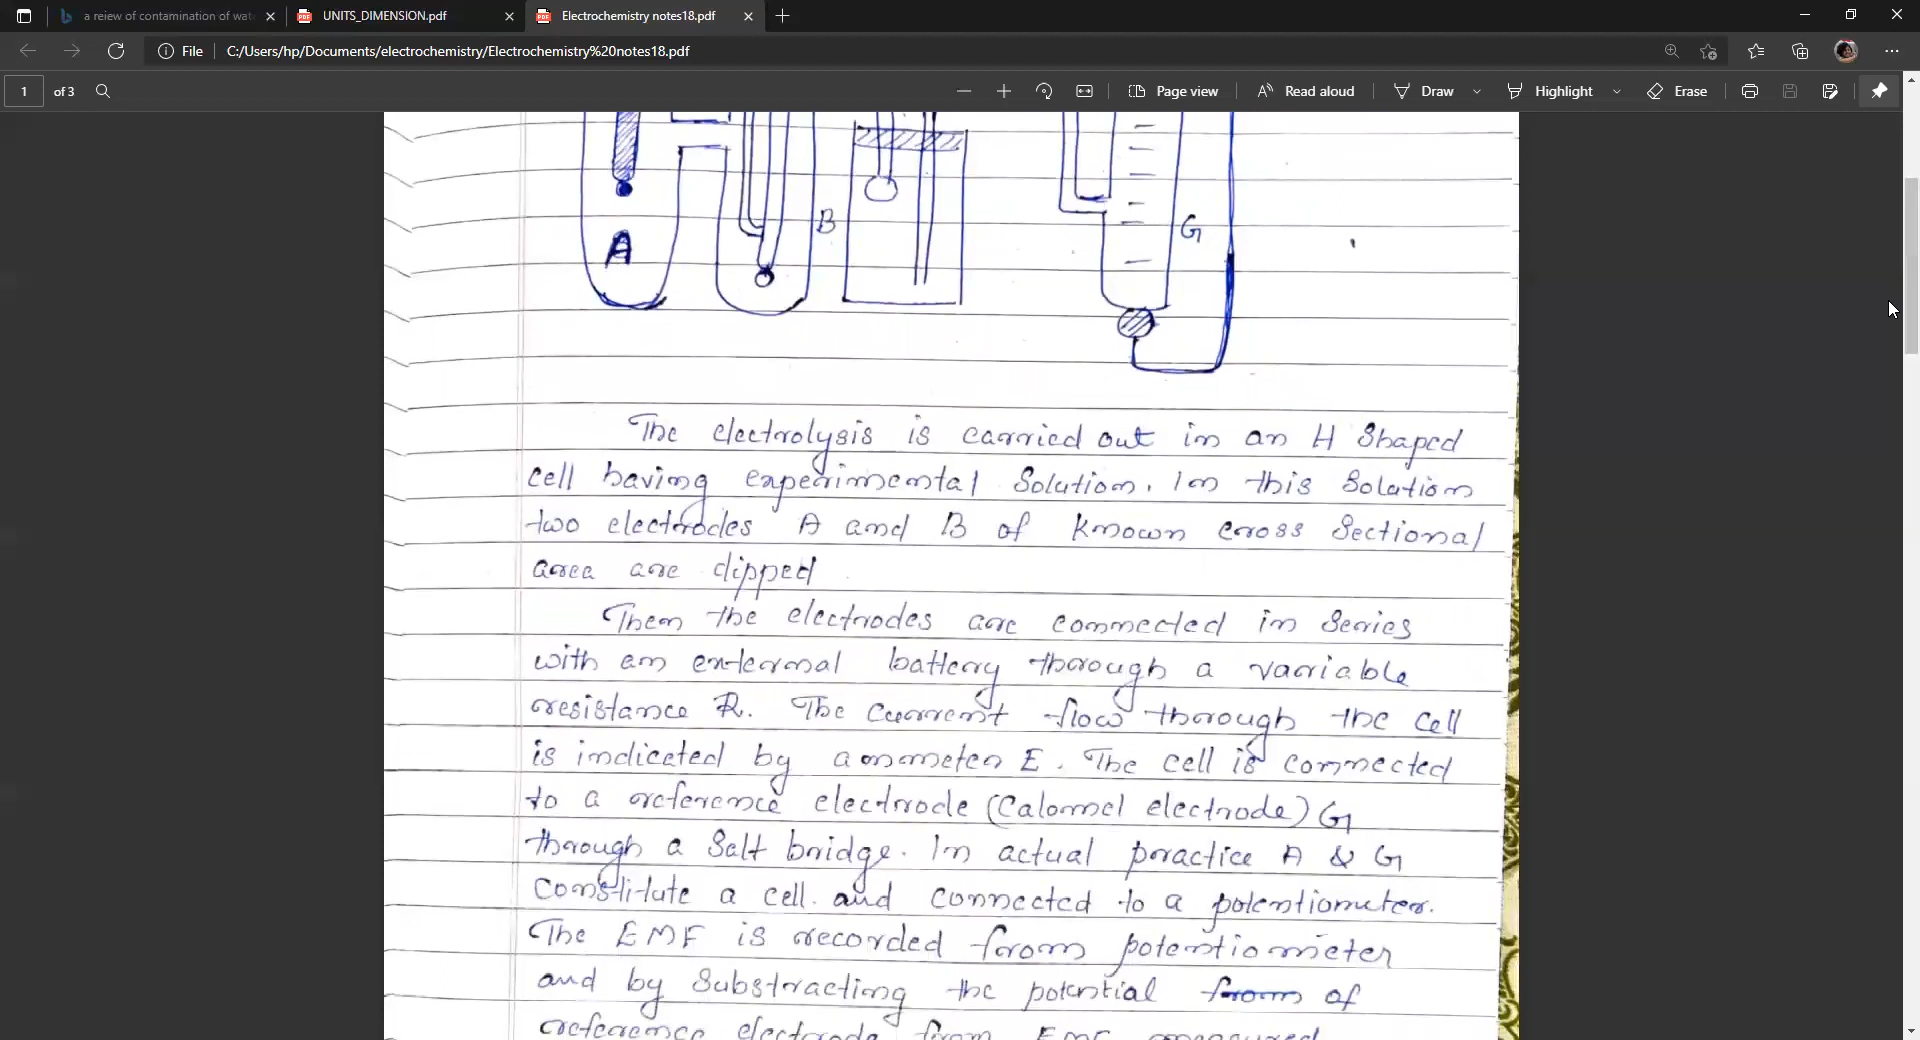 a reiew of contamination of wat
UNITS_DIMENSION.pdf
Electrochemistry notes18.pdf
File
C:/Users/hp/Documents/electrochemistry/Electrochemistry%20notes18.pdf
1 of 3
Page view
Read aloud
Draw
Highlight
Erase
B
G
A
The electrolysis is carried out in an H Shaped
cell having experimental Solution. In this Solution
two electrodes A and B of known cross Sectional
area are dipped
Then the electrodes are connected in Series
with an external battery through a variable
resistance R. The current flow through the cell
is indicated by ammeter E. The cell is connected
to a reference electrode (Calomel electrode) G
through a Salt bridge. In actual practice A & G
Constitute a cell. and connected to a potentiometer.
The EMF is recorded from potentiometer
and by Substracting the potential from of
reference electrode from EMF measured